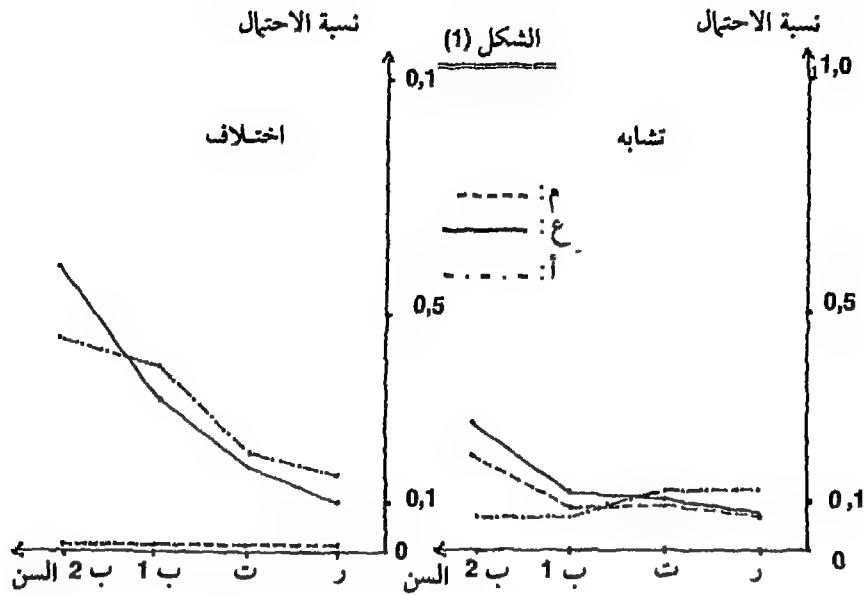 نسبة الاحتمال
الشكل (1)
نسبة الاحتمال
1,0
0,1
تشابه
اختلاف
م:
ع:
أ:
0,5
0,5
0,1
0,1
0
0
ر ت ب 1 ب 2 السن
ر ت ب 1 ب 2 السن